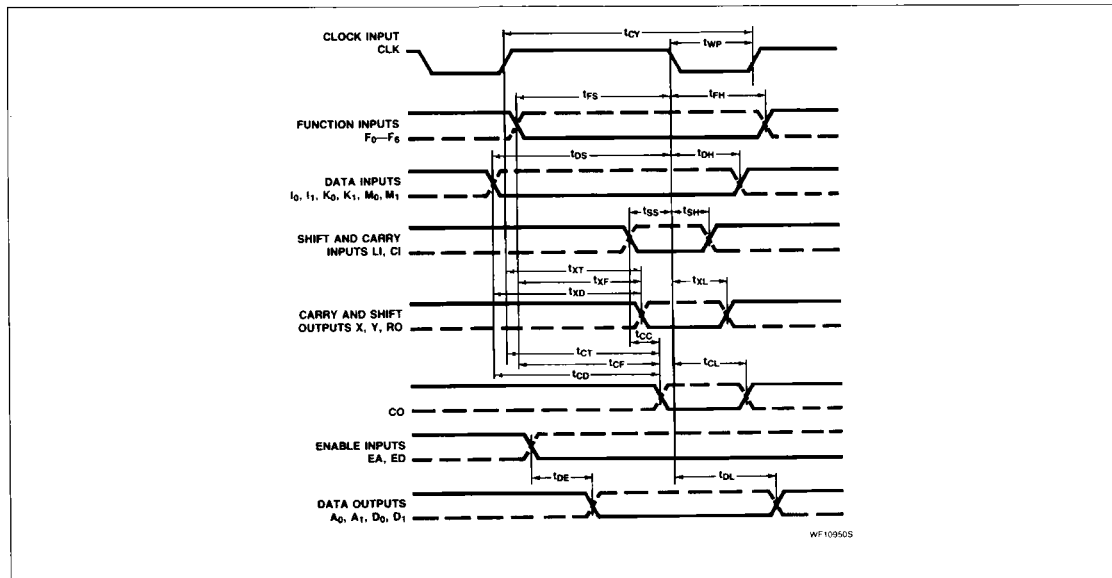 CLOCK INPUT
CLK
tCY
tWP
tFS
tFH
FUNCTION INPUTS
F0—F6
tDS
tDH
DATA INPUTS
I0, I1, K0, K1, M0, M1
tSS
tSH
SHIFT AND CARRY
INPUTS LI, CI
tXT
tXF
tXL
tXD
CARRY AND SHIFT
OUTPUTS X, Y, RO
tCC
tCT
tCF
tCL
tCD
CO
ENABLE INPUTS
EA, ED
tDE
tDL
DATA OUTPUTS
A0, A1, D0, D1
WF10950S